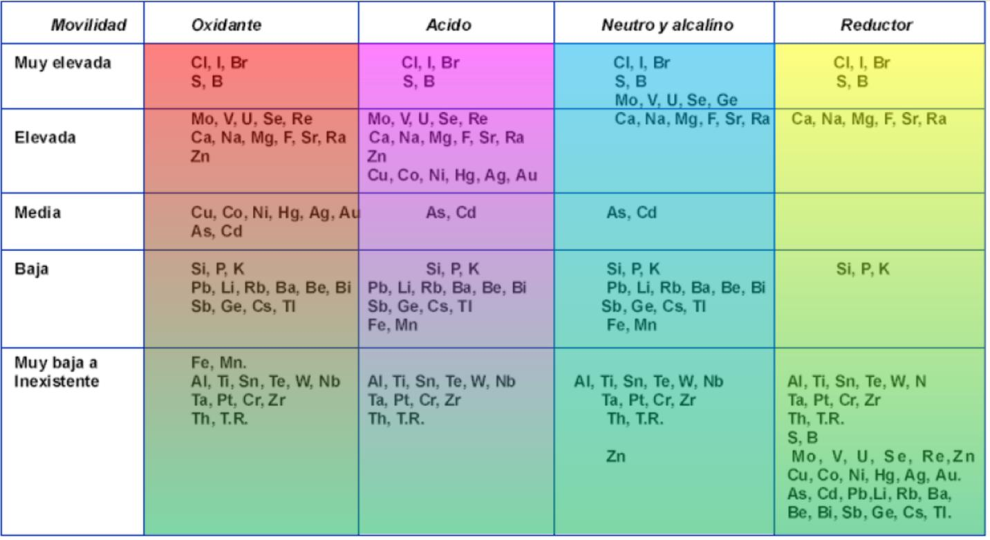 Movilidad Oxidante Acido Neutro y alcalino Reductor
Muy elevada
Cl, I, Br
S, B
Cl, I, Br
S, B
Cl, I, Br
S, B
Mo, V, U, Se, Ge
Cl, I, Br
S, B
Elevada
Mo, V, U, Se, Re
Ca, Na, Mg, F, Sr, Ra
Zn
Mo, V, U, Se, Re
Ca, Na, Mg, F, Sr, Ra
Zn
Cu, Co, Ni, Hg, Ag, Au
Ca, Na, Mg, F, Sr, Ra
Ca, Na, Mg, F, Sr, Ra
Media
Cu, Co, Ni, Hg, Ag, Au
As, Cd
As, Cd
As, Cd
Baja
Si, P, K
Pb, Li, Rb, Ba, Be, Bi
Sb, Ge, Cs, Tl
Si, P, K
Pb, Li, Rb, Ba, Be, Bi
Sb, Ge, Cs, Tl
Fe, Mn
Si, P, K
Pb, Li, Rb, Ba, Be, Bi
Sb, Ge, Cs, Tl
Fe, Mn
Si, P, K
Muy baja a
Inexistente
Fe, Mn.
Al, Ti, Sn, Te, W, Nb
Ta, Pt, Cr, Zr
Th, T.R.
Al, Ti, Sn, Te, W, Nb
Ta, Pt, Cr, Zr
Th, T.R.
Al, Ti, Sn, Te, W, Nb
Ta, Pt, Cr, Zr
Th, T.R.
Zn
Al, Ti, Sn, Te, W, N
Ta, Pt, Cr, Zr
Th, T.R.
S, B
Mo, V, U, Se, Re,Zn
Cu, Co, Ni, Hg, Ag, Au.
As, Cd, Pb,Li, Rb, Ba,
Be, Bi, Sb, Ge, Cs, Tl.